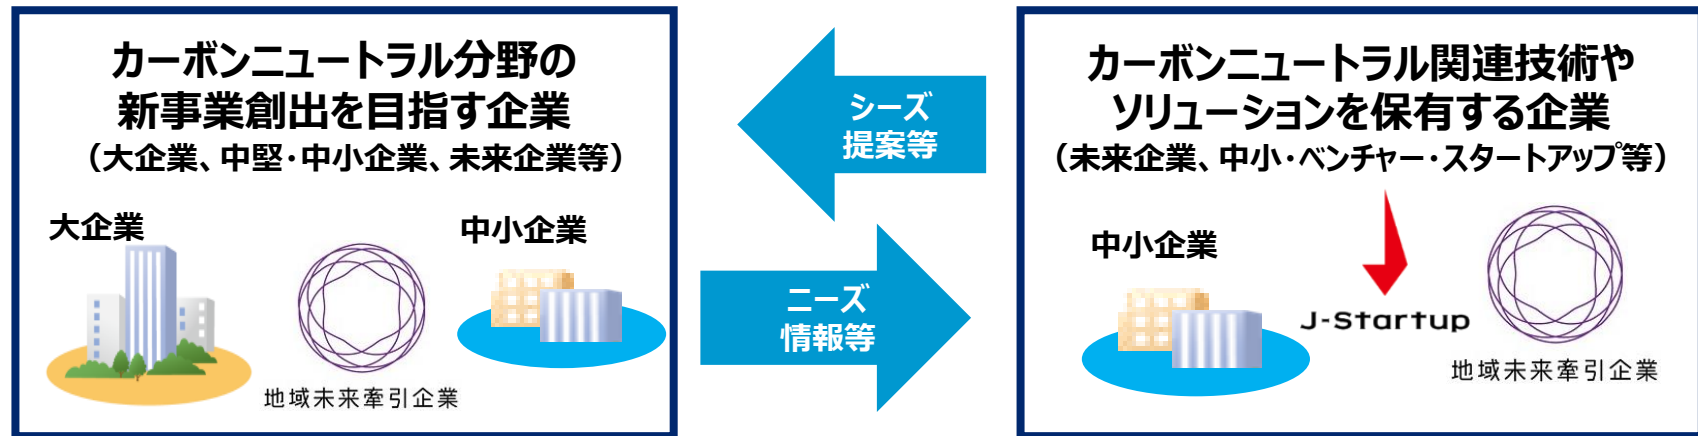 カーボンニュートラル分野の
新事業創出を目指す企業
（大企業、中堅・中小企業、未来企業等）
大企業
中小企業
地域未来牽引企業
シーズ
提案等
ニーズ
情報等
カーボンニュートラル関連技術や
ソリューションを保有する企業
（未来企業、中小・ベンチャー・スタートアップ等）
中小企業
J-Startup
地域未来牽引企業